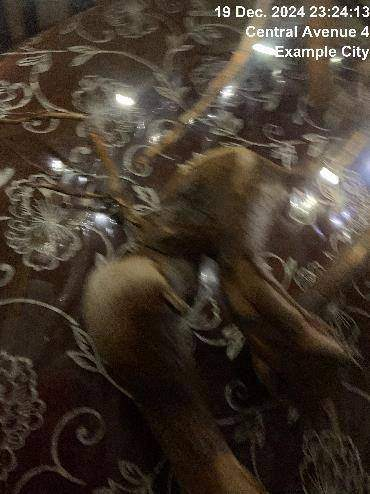 19 Dec. 2024 23:24:13
Central Avenue 4
Example City